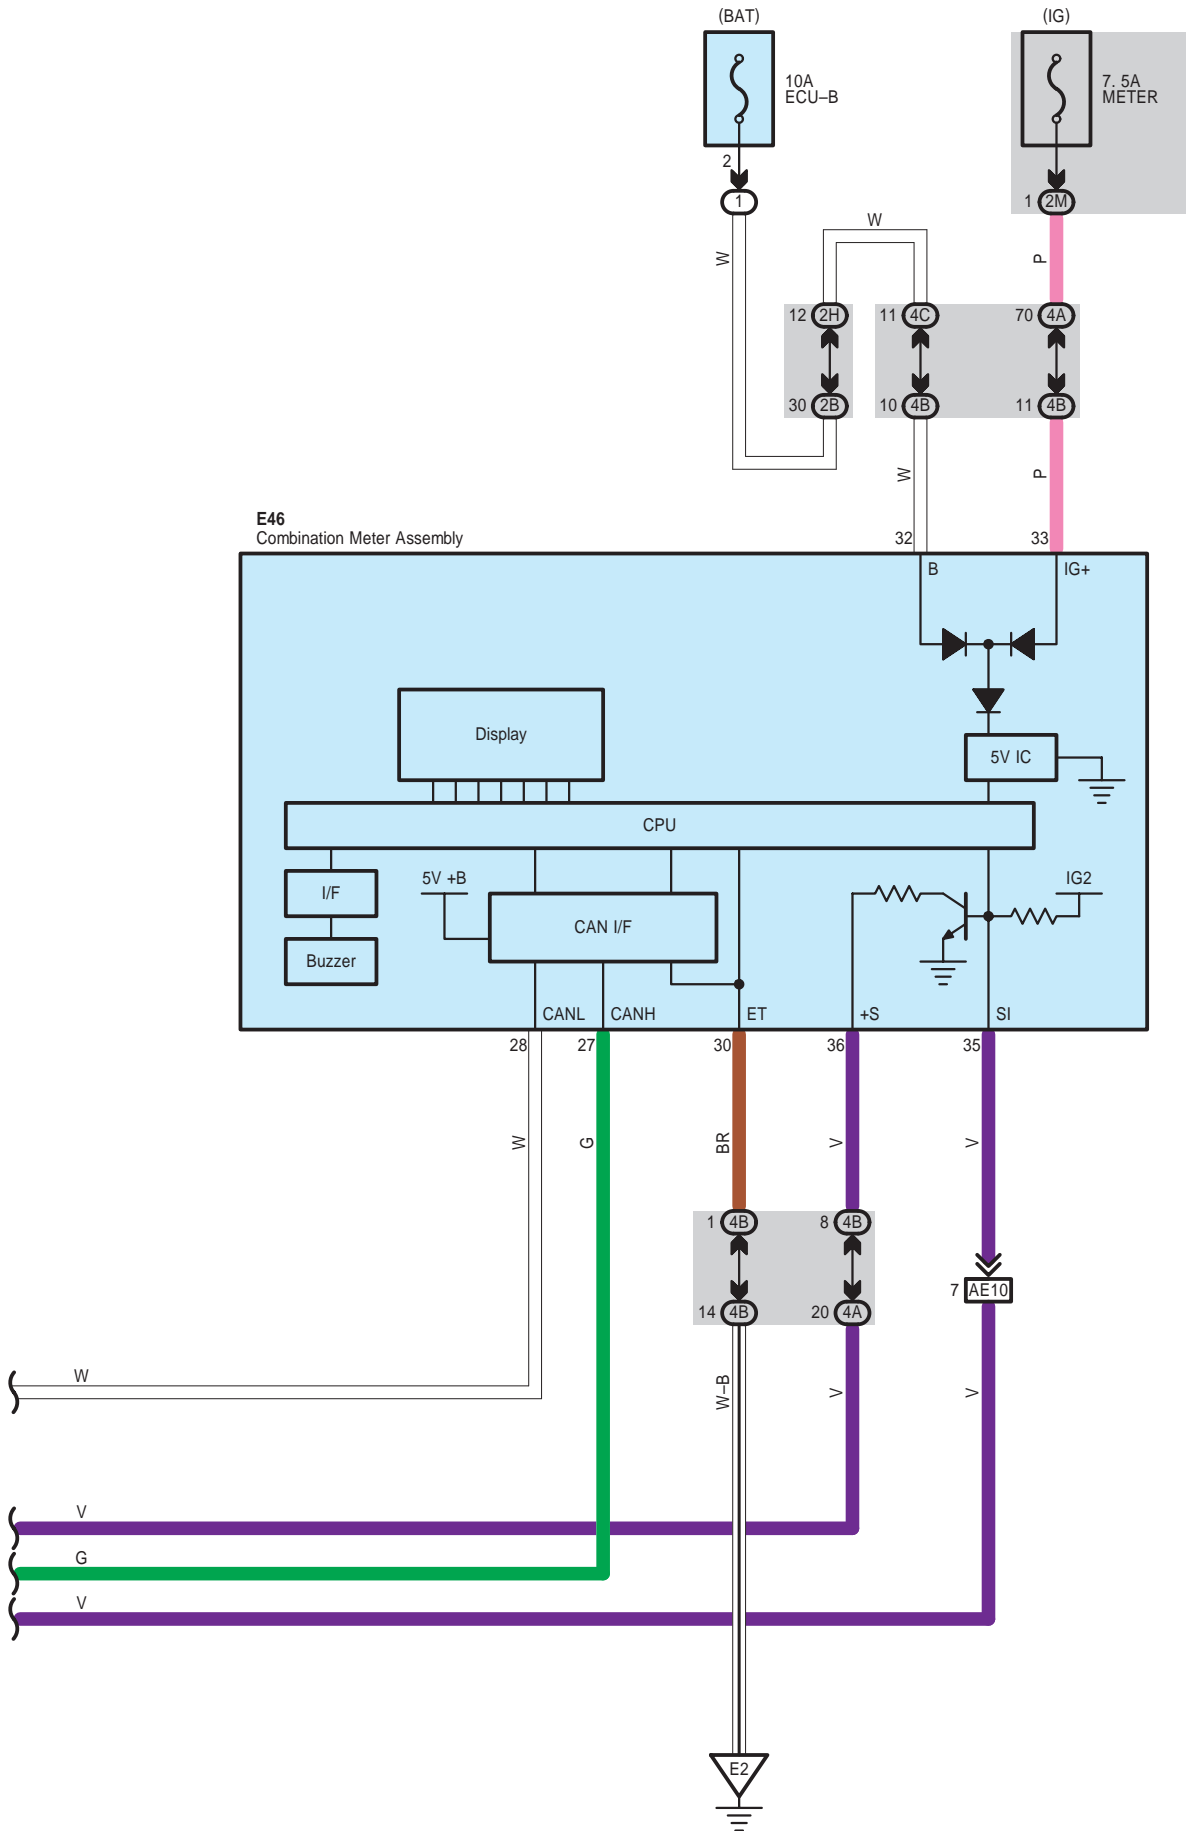 (BAT)
(IG)
10A
ECU–B
7. 5A
METER
2
1
1
2M
W
W
P
12
2H
11
4C
70
4A
30
2B
10
4B
11
4B
W
P
E46
Combination Meter Assembly
32
33
B
IG+
Display
5V IC
CPU
I/F
5V +B
IG2
CAN I/F
Buzzer
CANL
CANH
ET
+S
SI
28
27
30
36
35
W
G
BR
V
V
1
4B
8
4B
7
AE10
14
4B
20
4A
W
W–B
V
V
V
G
V
E2